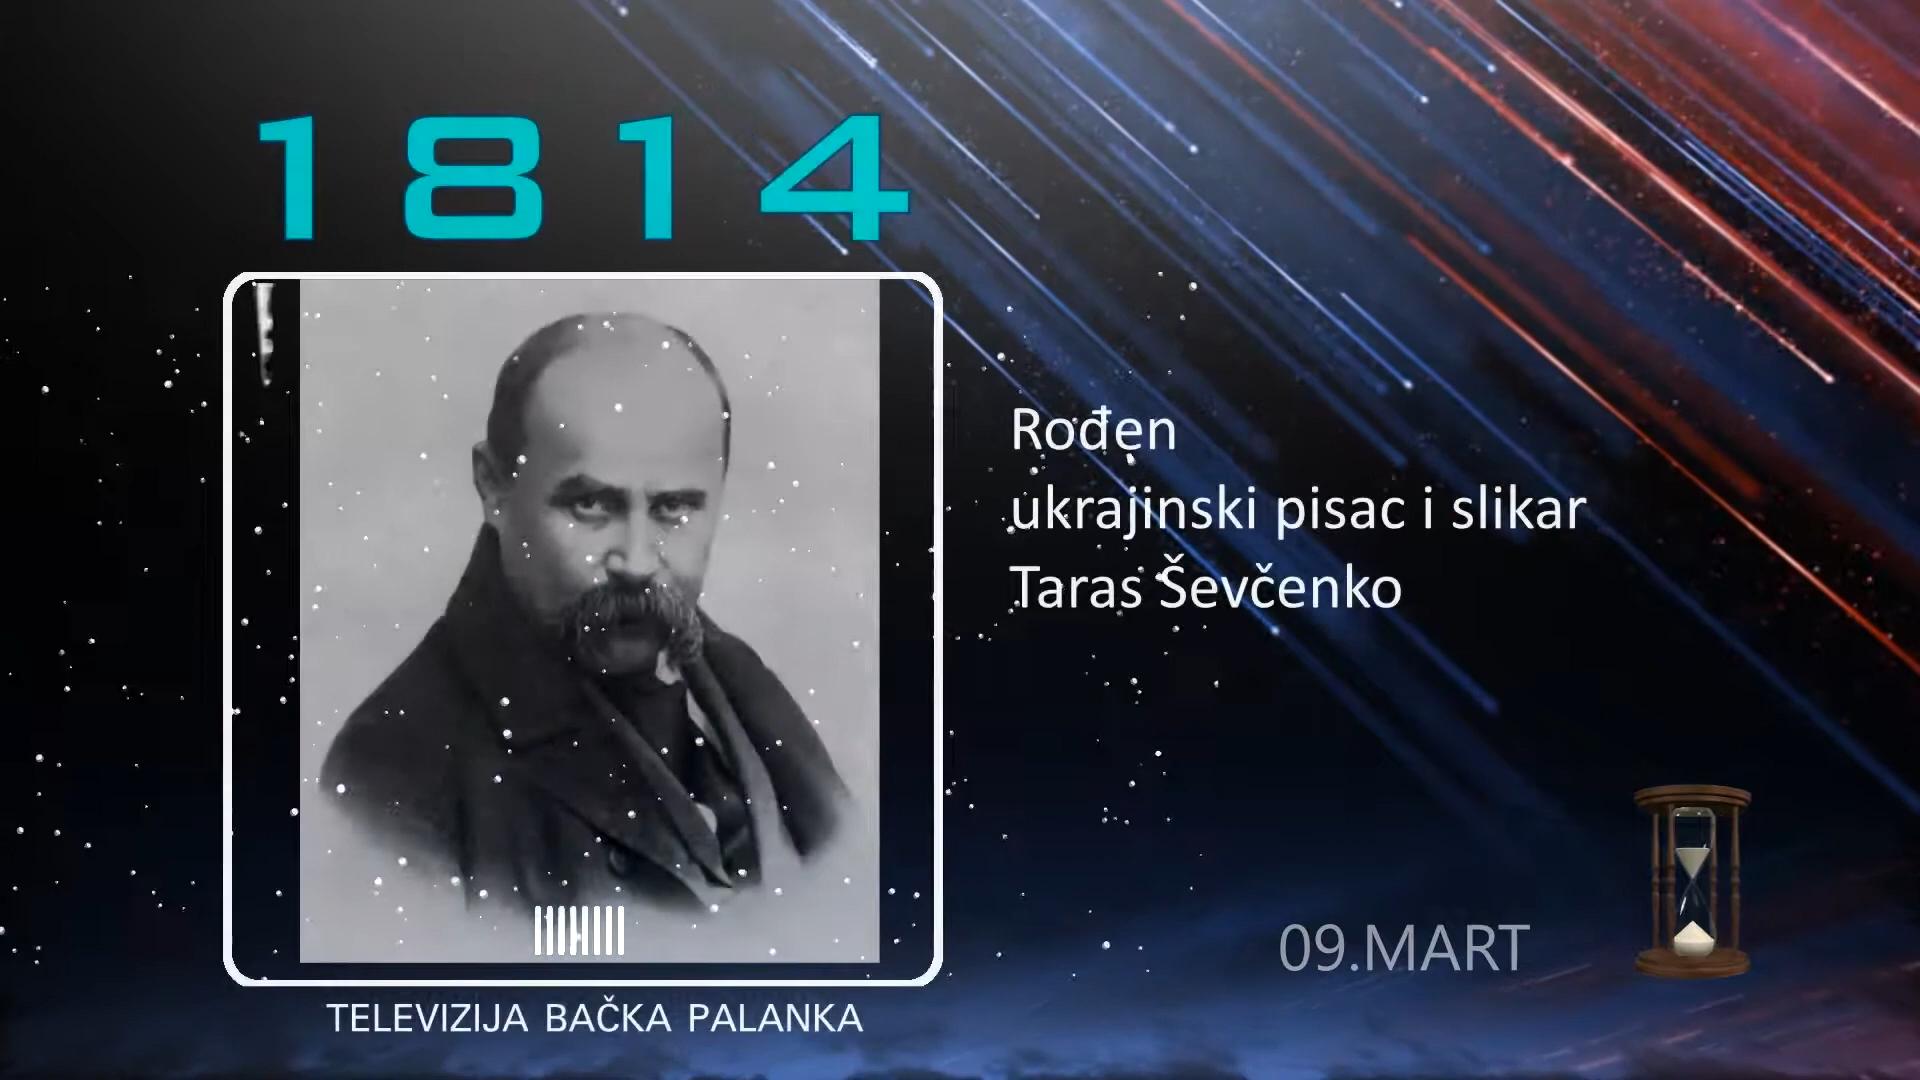 1814
Rođen
ukrajinski pisac i slikar
Taras Ševčenko
09.MART
TELEVIZIJA BAČKA PALANKA